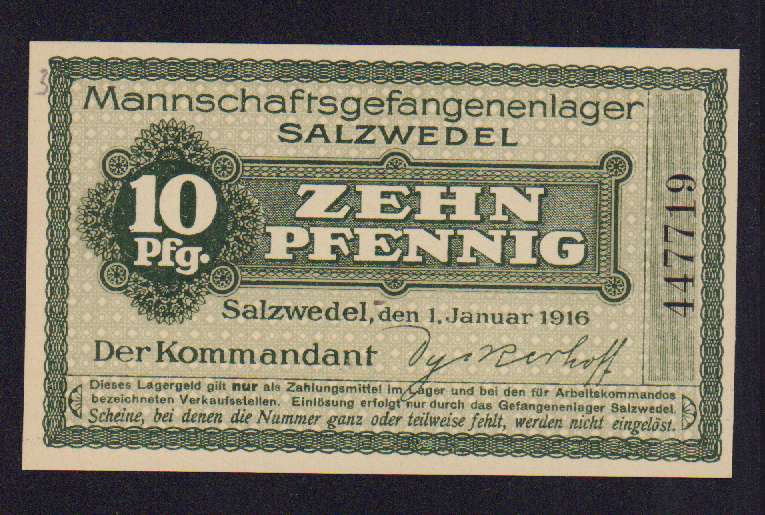 3
Mannschaftsgefangenenlager
SALZWEDEL
10
Pfg.
ZEHN
PFENNIG
447719
Salzwedel, den 1. Januar 1916
Der Kommandant Dyckerhoff
Dieses Lagergeld gilt nur als Zahlungsmittel im Lager und bei den für Arbeitskommandos
bezeichneten Verkaufsstellen. Einlösung erfolgt nur durch das Gefangenenlager Salzwedel.
Scheine, bei denen die Nummer ganz oder teilweise fehlt, werden nicht eingelöst.